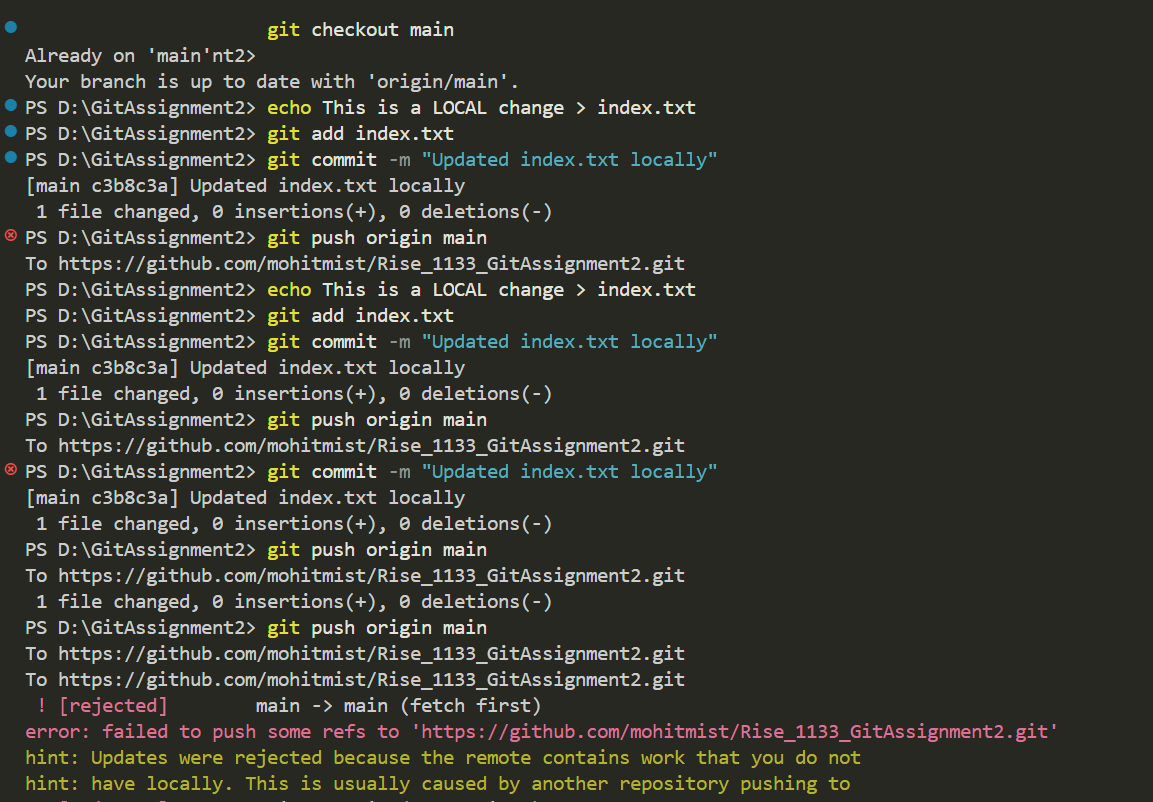 git checkout main
Already on 'main'nt2>
Your branch is up to date with 'origin/main'.
PS D:\GitAssignment2> echo This is a LOCAL change > index.txt
PS D:\GitAssignment2> git add index.txt
PS D:\GitAssignment2> git commit -m "Updated index.txt locally"
[main c3b8c3a] Updated index.txt locally
 1 file changed, 0 insertions(+), 0 deletions(-)
PS D:\GitAssignment2> git push origin main
To https://github.com/mohitmist/Rise_1133_GitAssignment2.git
PS D:\GitAssignment2> echo This is a LOCAL change > index.txt
PS D:\GitAssignment2> git add index.txt
PS D:\GitAssignment2> git commit -m "Updated index.txt locally"
[main c3b8c3a] Updated index.txt locally
 1 file changed, 0 insertions(+), 0 deletions(-)
PS D:\GitAssignment2> git push origin main
To https://github.com/mohitmist/Rise_1133_GitAssignment2.git
PS D:\GitAssignment2> git commit -m "Updated index.txt locally"
[main c3b8c3a] Updated index.txt locally
 1 file changed, 0 insertions(+), 0 deletions(-)
PS D:\GitAssignment2> git push origin main
To https://github.com/mohitmist/Rise_1133_GitAssignment2.git
 1 file changed, 0 insertions(+), 0 deletions(-)
PS D:\GitAssignment2> git push origin main
To https://github.com/mohitmist/Rise_1133_GitAssignment2.git
To https://github.com/mohitmist/Rise_1133_GitAssignment2.git
 ! [rejected]        main -> main (fetch first)
error: failed to push some refs to 'https://github.com/mohitmist/Rise_1133_GitAssignment2.git'
hint: Updates were rejected because the remote contains work that you do not
hint: have locally. This is usually caused by another repository pushing to